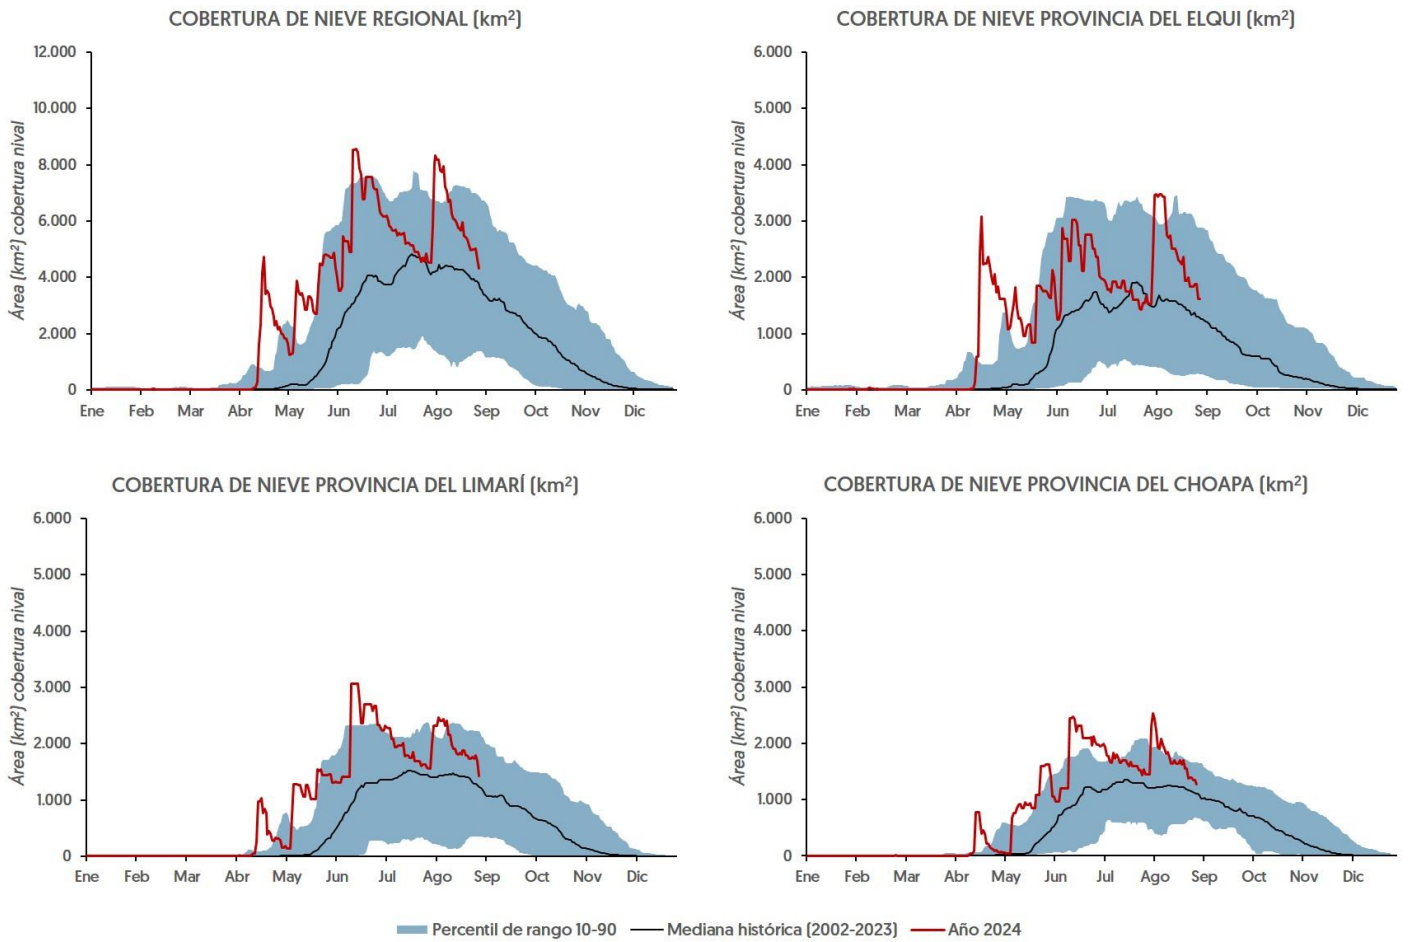 COBERTURA DE NIEVE REGIONAL (km²)
Área (km²) cobertura nival
12.000
10.000
8.000
6.000
4.000
2.000
0
Ene Feb Mar Abr May Jun Jul Ago Sep Oct Nov Dic
COBERTURA DE NIEVE PROVINCIA DEL ELQUI (km²)
Área (km²) cobertura nival
6.000
5.000
4.000
3.000
2.000
1.000
0
Ene Feb Mar Abr May Jun Jul Ago Sep Oct Nov Dic
COBERTURA DE NIEVE PROVINCIA DEL LIMARÍ (km²)
Área (km²) cobertura nival
6.000
5.000
4.000
3.000
2.000
1.000
0
Ene Feb Mar Abr May Jun Jul Ago Sep Oct Nov Dic
COBERTURA DE NIEVE PROVINCIA DEL CHOAPA (km²)
Área (km²) cobertura nival
6.000
5.000
4.000
3.000
2.000
1.000
0
Ene Feb Mar Abr May Jun Jul Ago Sep Oct Nov Dic
Percentil de rango 10-90 Mediana histórica (2002-2023) Año 2024